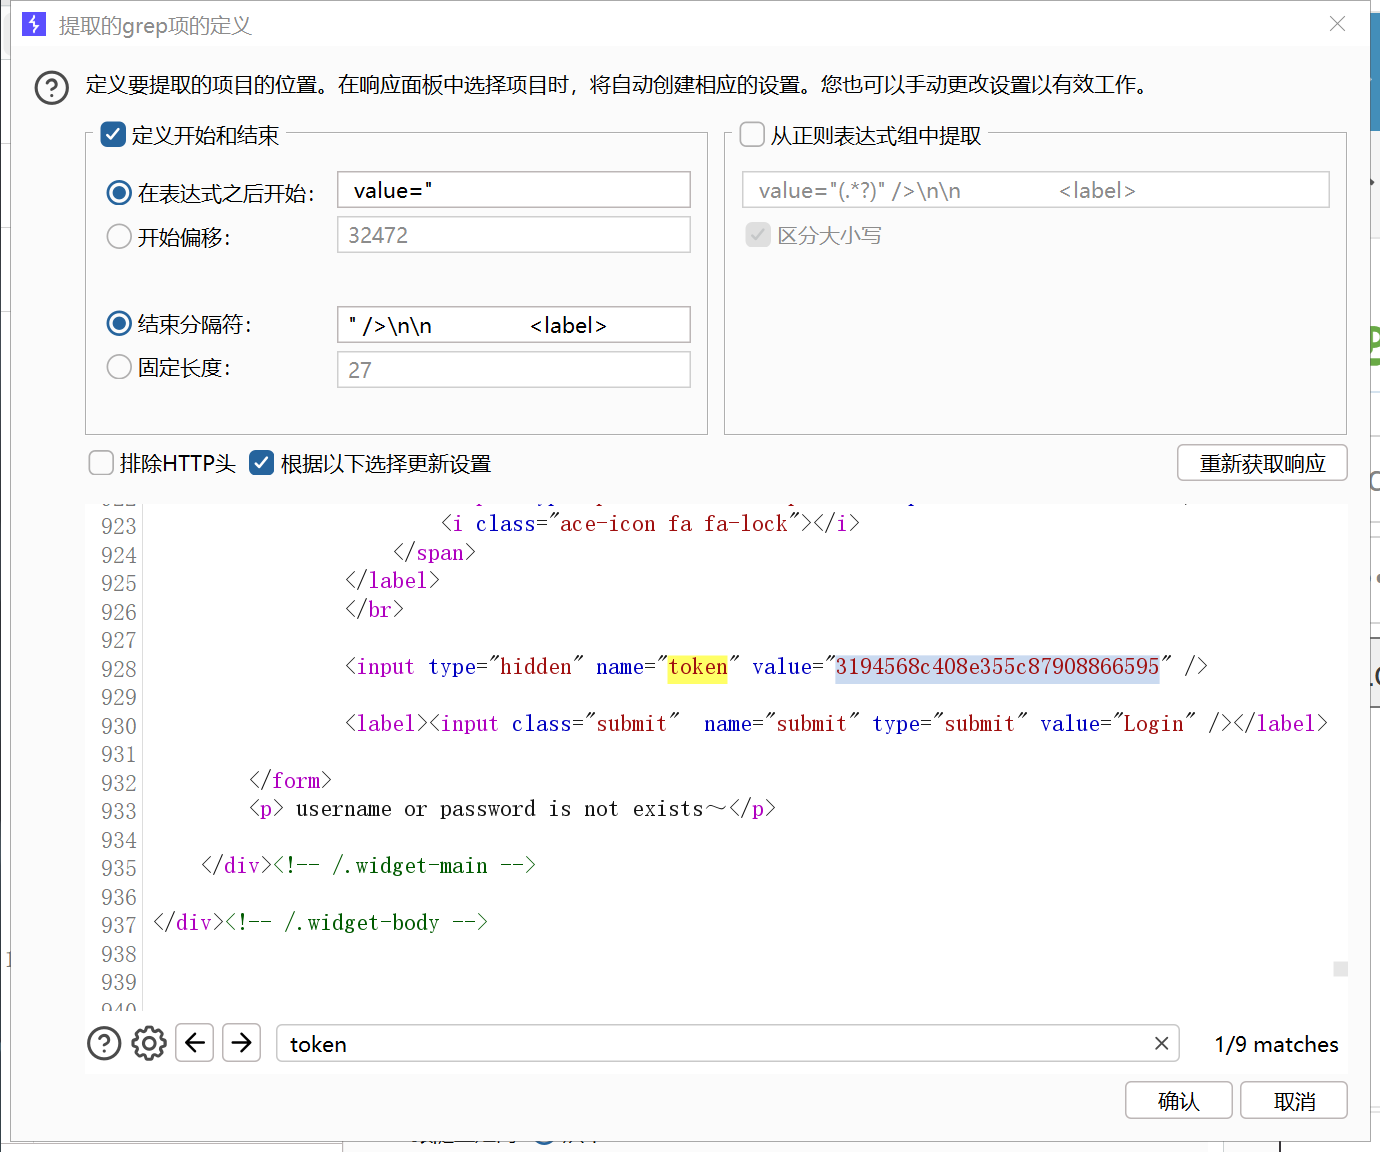 提取的grep项的定义
定义要提取的项目的位置。在响应面板中选择项目时，将自动创建相应的设置。您也可以手动更改设置以有效工作。
定义开始和结束
在表达式之后开始： value="
开始偏移： 32472
结束分隔符： " />\n\n                <label>
固定长度： 27
从正则表达式组中提取
value="(.*?)" />\n\n                <label>
区分大小写
排除HTTP头 根据以下选择更新设置
重新获取响应
923 <i class="ace-icon fa fa-lock"></i>
924 </span>
925 </label>
926 </br>
927
928 <input type="hidden" name="token" value="3194568c408e355c87908866595" />
929
930 <label><input class="submit"  name="submit" type="submit" value="Login" /></label>
931
932 </form>
933 <p> username or password is not exists～</p>
934
935 </div><!-- /.widget-main -->
936
937 </div><!-- /.widget-body -->
938
939
940
token
1/9 matches
确认
取消